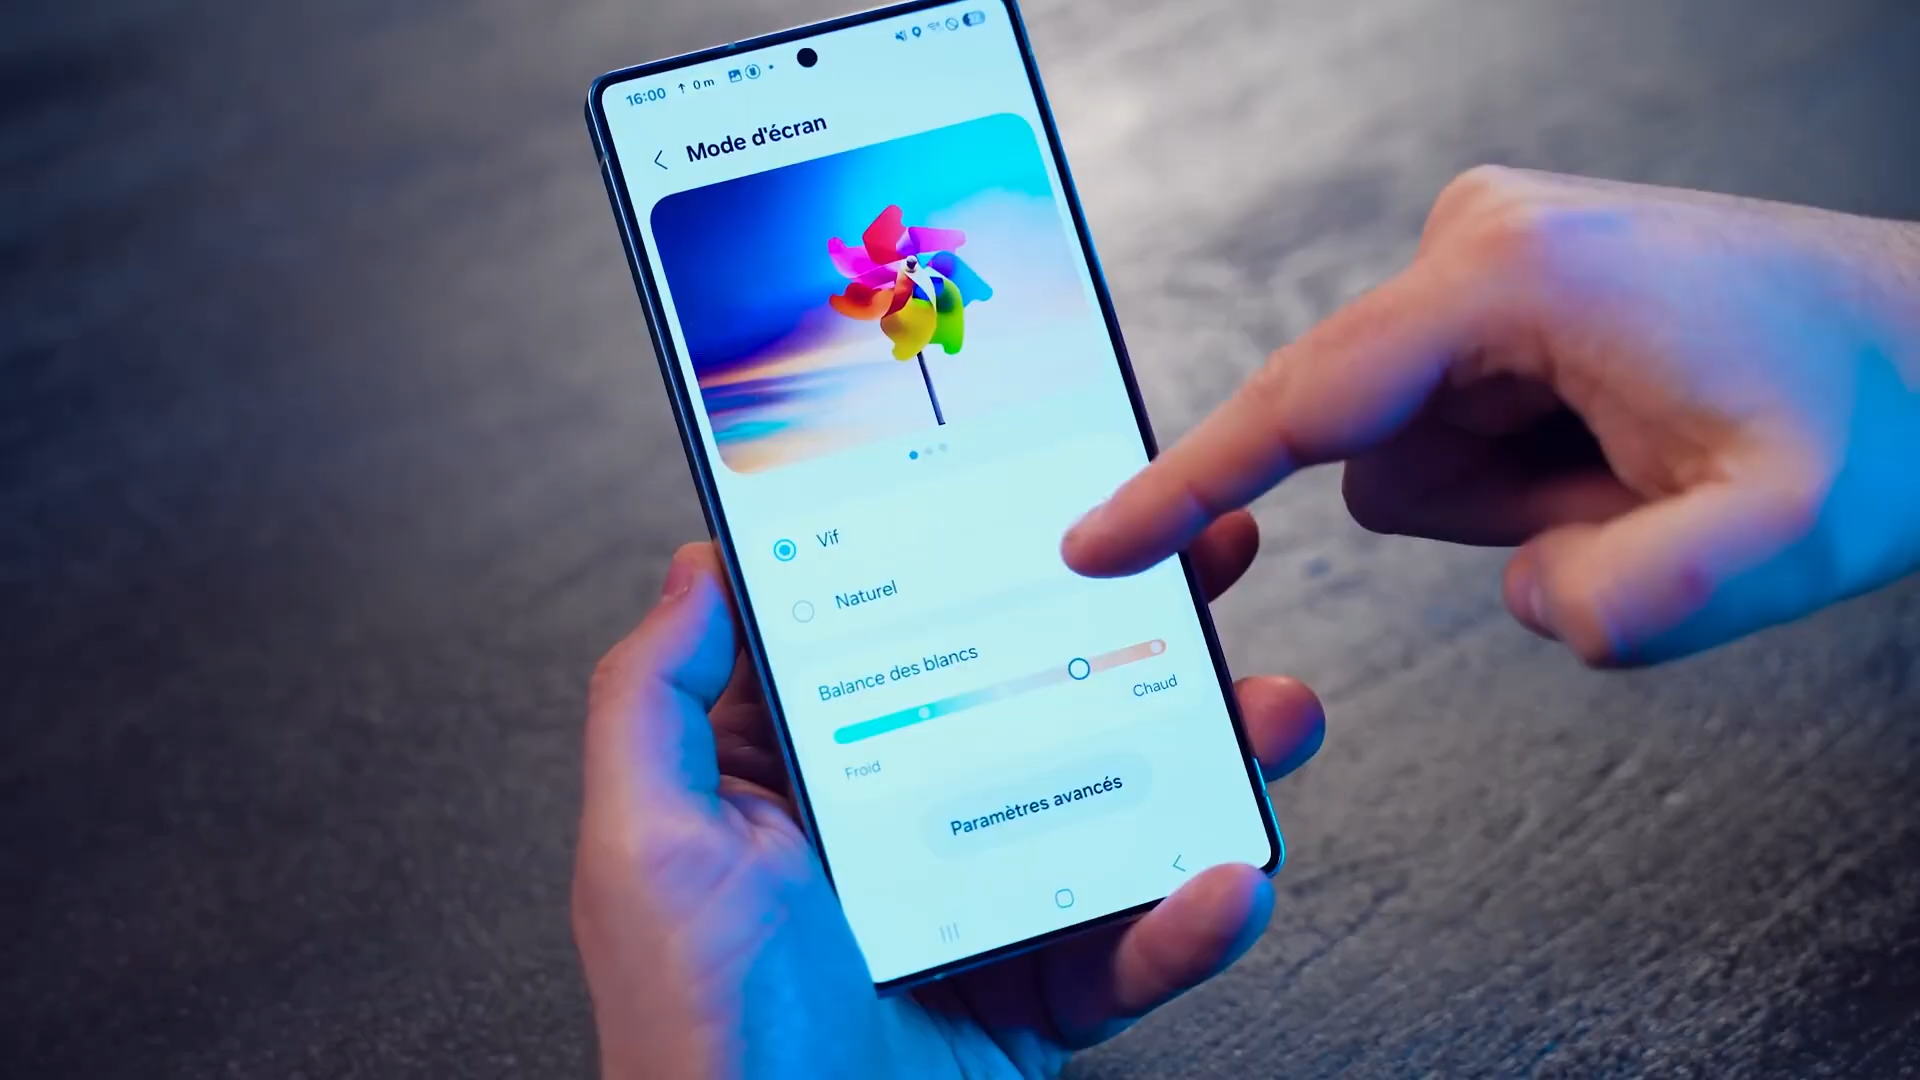 16:00 ↑ 0 m
Mode d'écran
Vif
Naturel
Balance des blancs
Froid
Chaud
Paramètres avancés